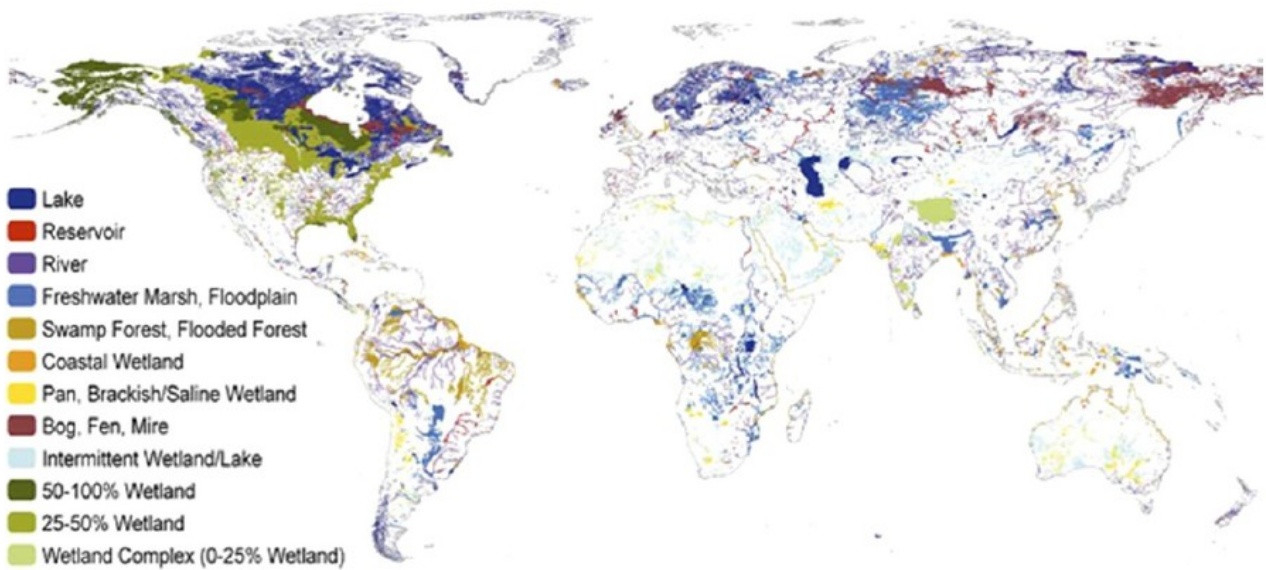 Lake
Reservoir
River
Freshwater Marsh, Floodplain
Swamp Forest, Flooded Forest
Coastal Wetland
Pan, Brackish/Saline Wetland
Bog, Fen, Mire
Intermittent Wetland/Lake
50-100% Wetland
25-50% Wetland
Wetland Complex (0-25% Wetland)